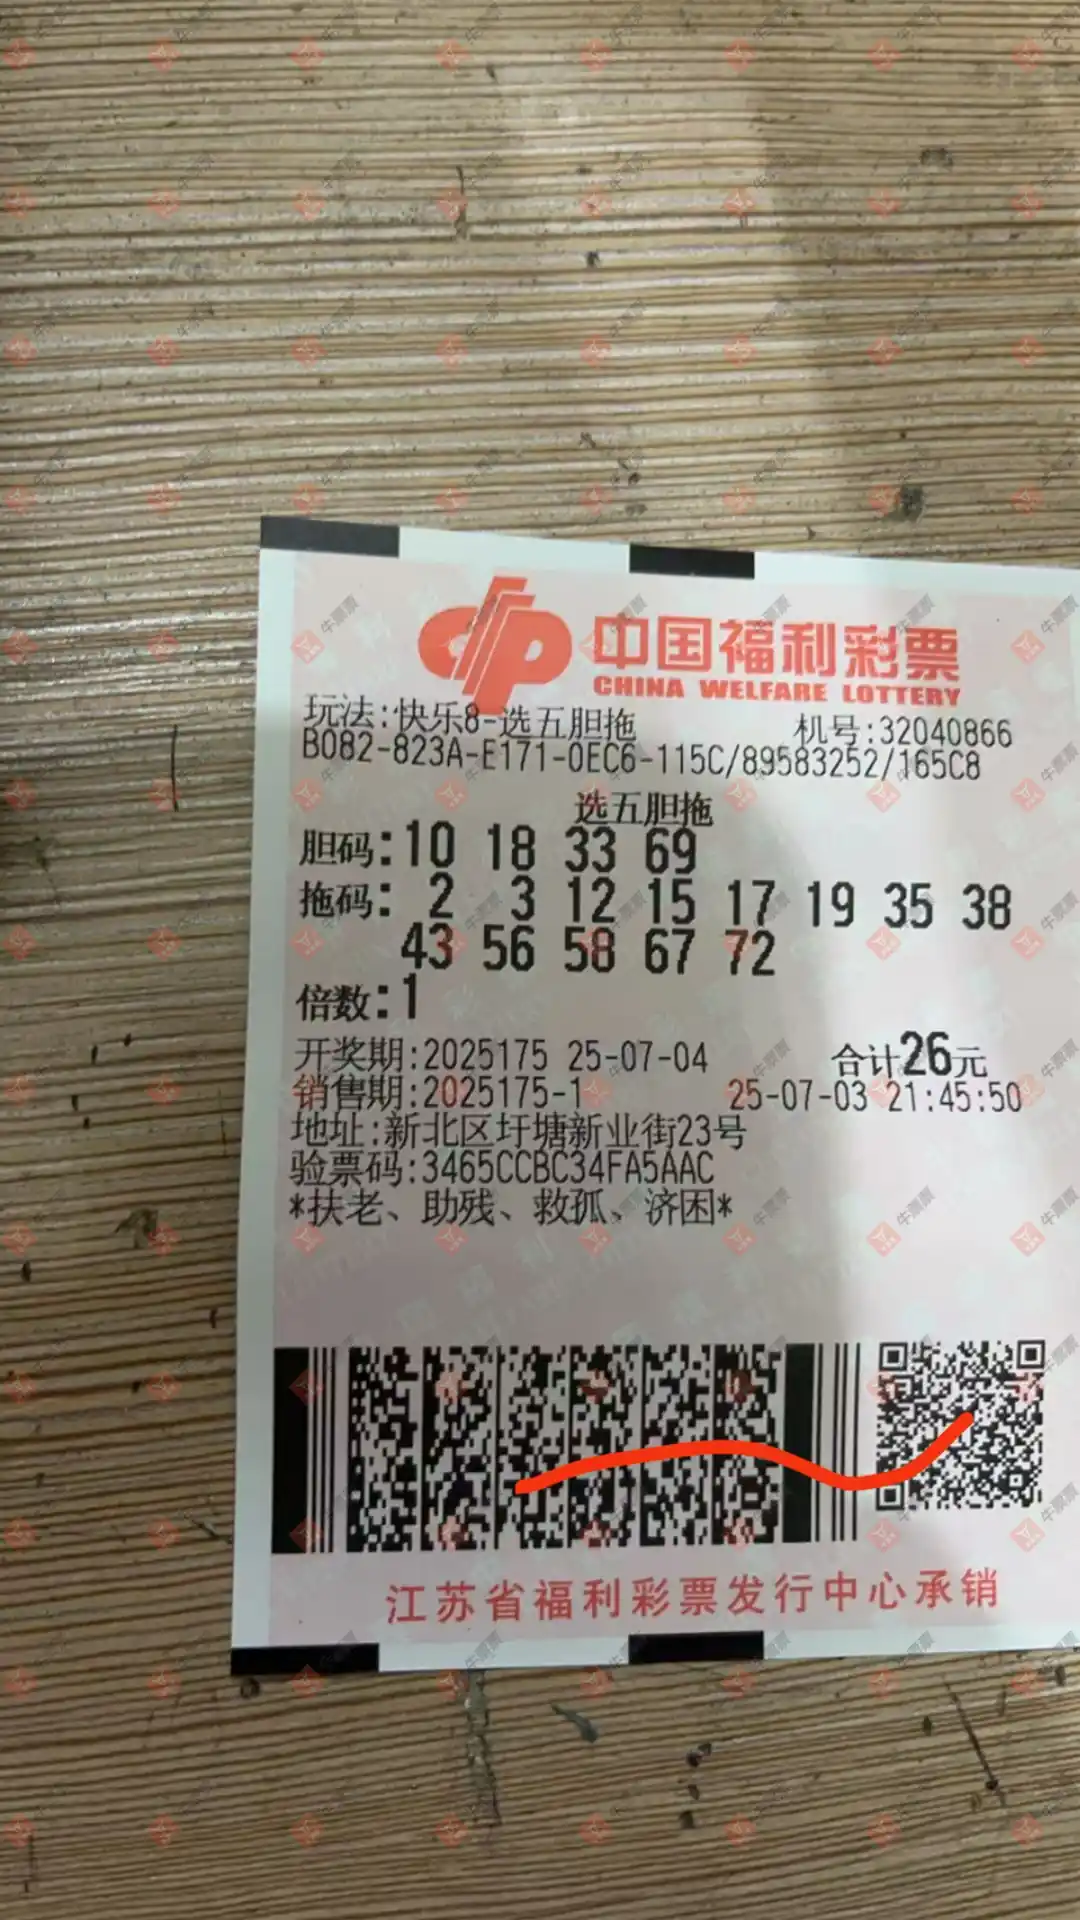 中国福利彩票
CHINA WELFARE LOTTERY
玩法:快乐8-选五胆拖 机号:32040866
B082-823A-E171-0EC6-115C/89583252/165C8
选五胆拖
胆码:10 18 33 69
拖码: 2 3 12 15 17 19 35 38
43 56 58 67 72
倍数:1
开奖期:2025175 25-07-04 合计26元
销售期:2025175-1 25-07-03 21:45:50
地址:新北区圩塘新业街23号
验票码:3465CCBC34FA5AAC
*扶老、助残、救孤、济困*
江苏省福利彩票发行中心承销
牛票票